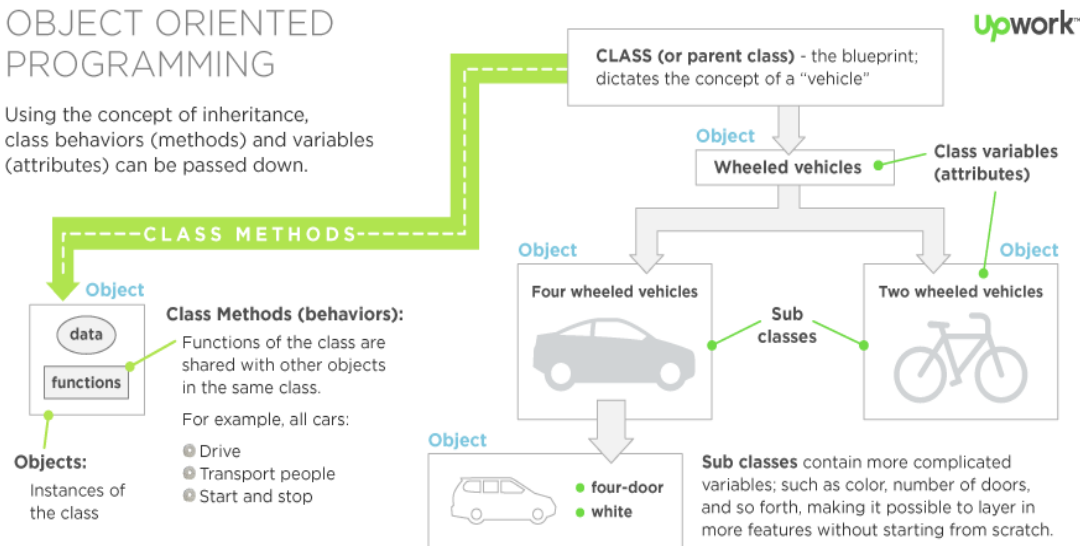 OBJECT ORIENTED
PROGRAMMING
Using the concept of inheritance,
class behaviors (methods) and variables
(attributes) can be passed down.
Upwork™
CLASS (or parent class) - the blueprint;
dictates the concept of a “vehicle”
Object
Wheeled vehicles
Class variables
(attributes)
CLASS METHODS
Object
data
functions
Objects:
Instances of
the class
Class Methods (behaviors):
Functions of the class are
shared with other objects
in the same class.
For example, all cars:
Drive
Transport people
Start and stop
Object
Four wheeled vehicles
Sub
classes
Object
Two wheeled vehicles
Object
four-door
white
Sub classes contain more complicated
variables; such as color, number of doors,
and so forth, making it possible to layer in
more features without starting from scratch.